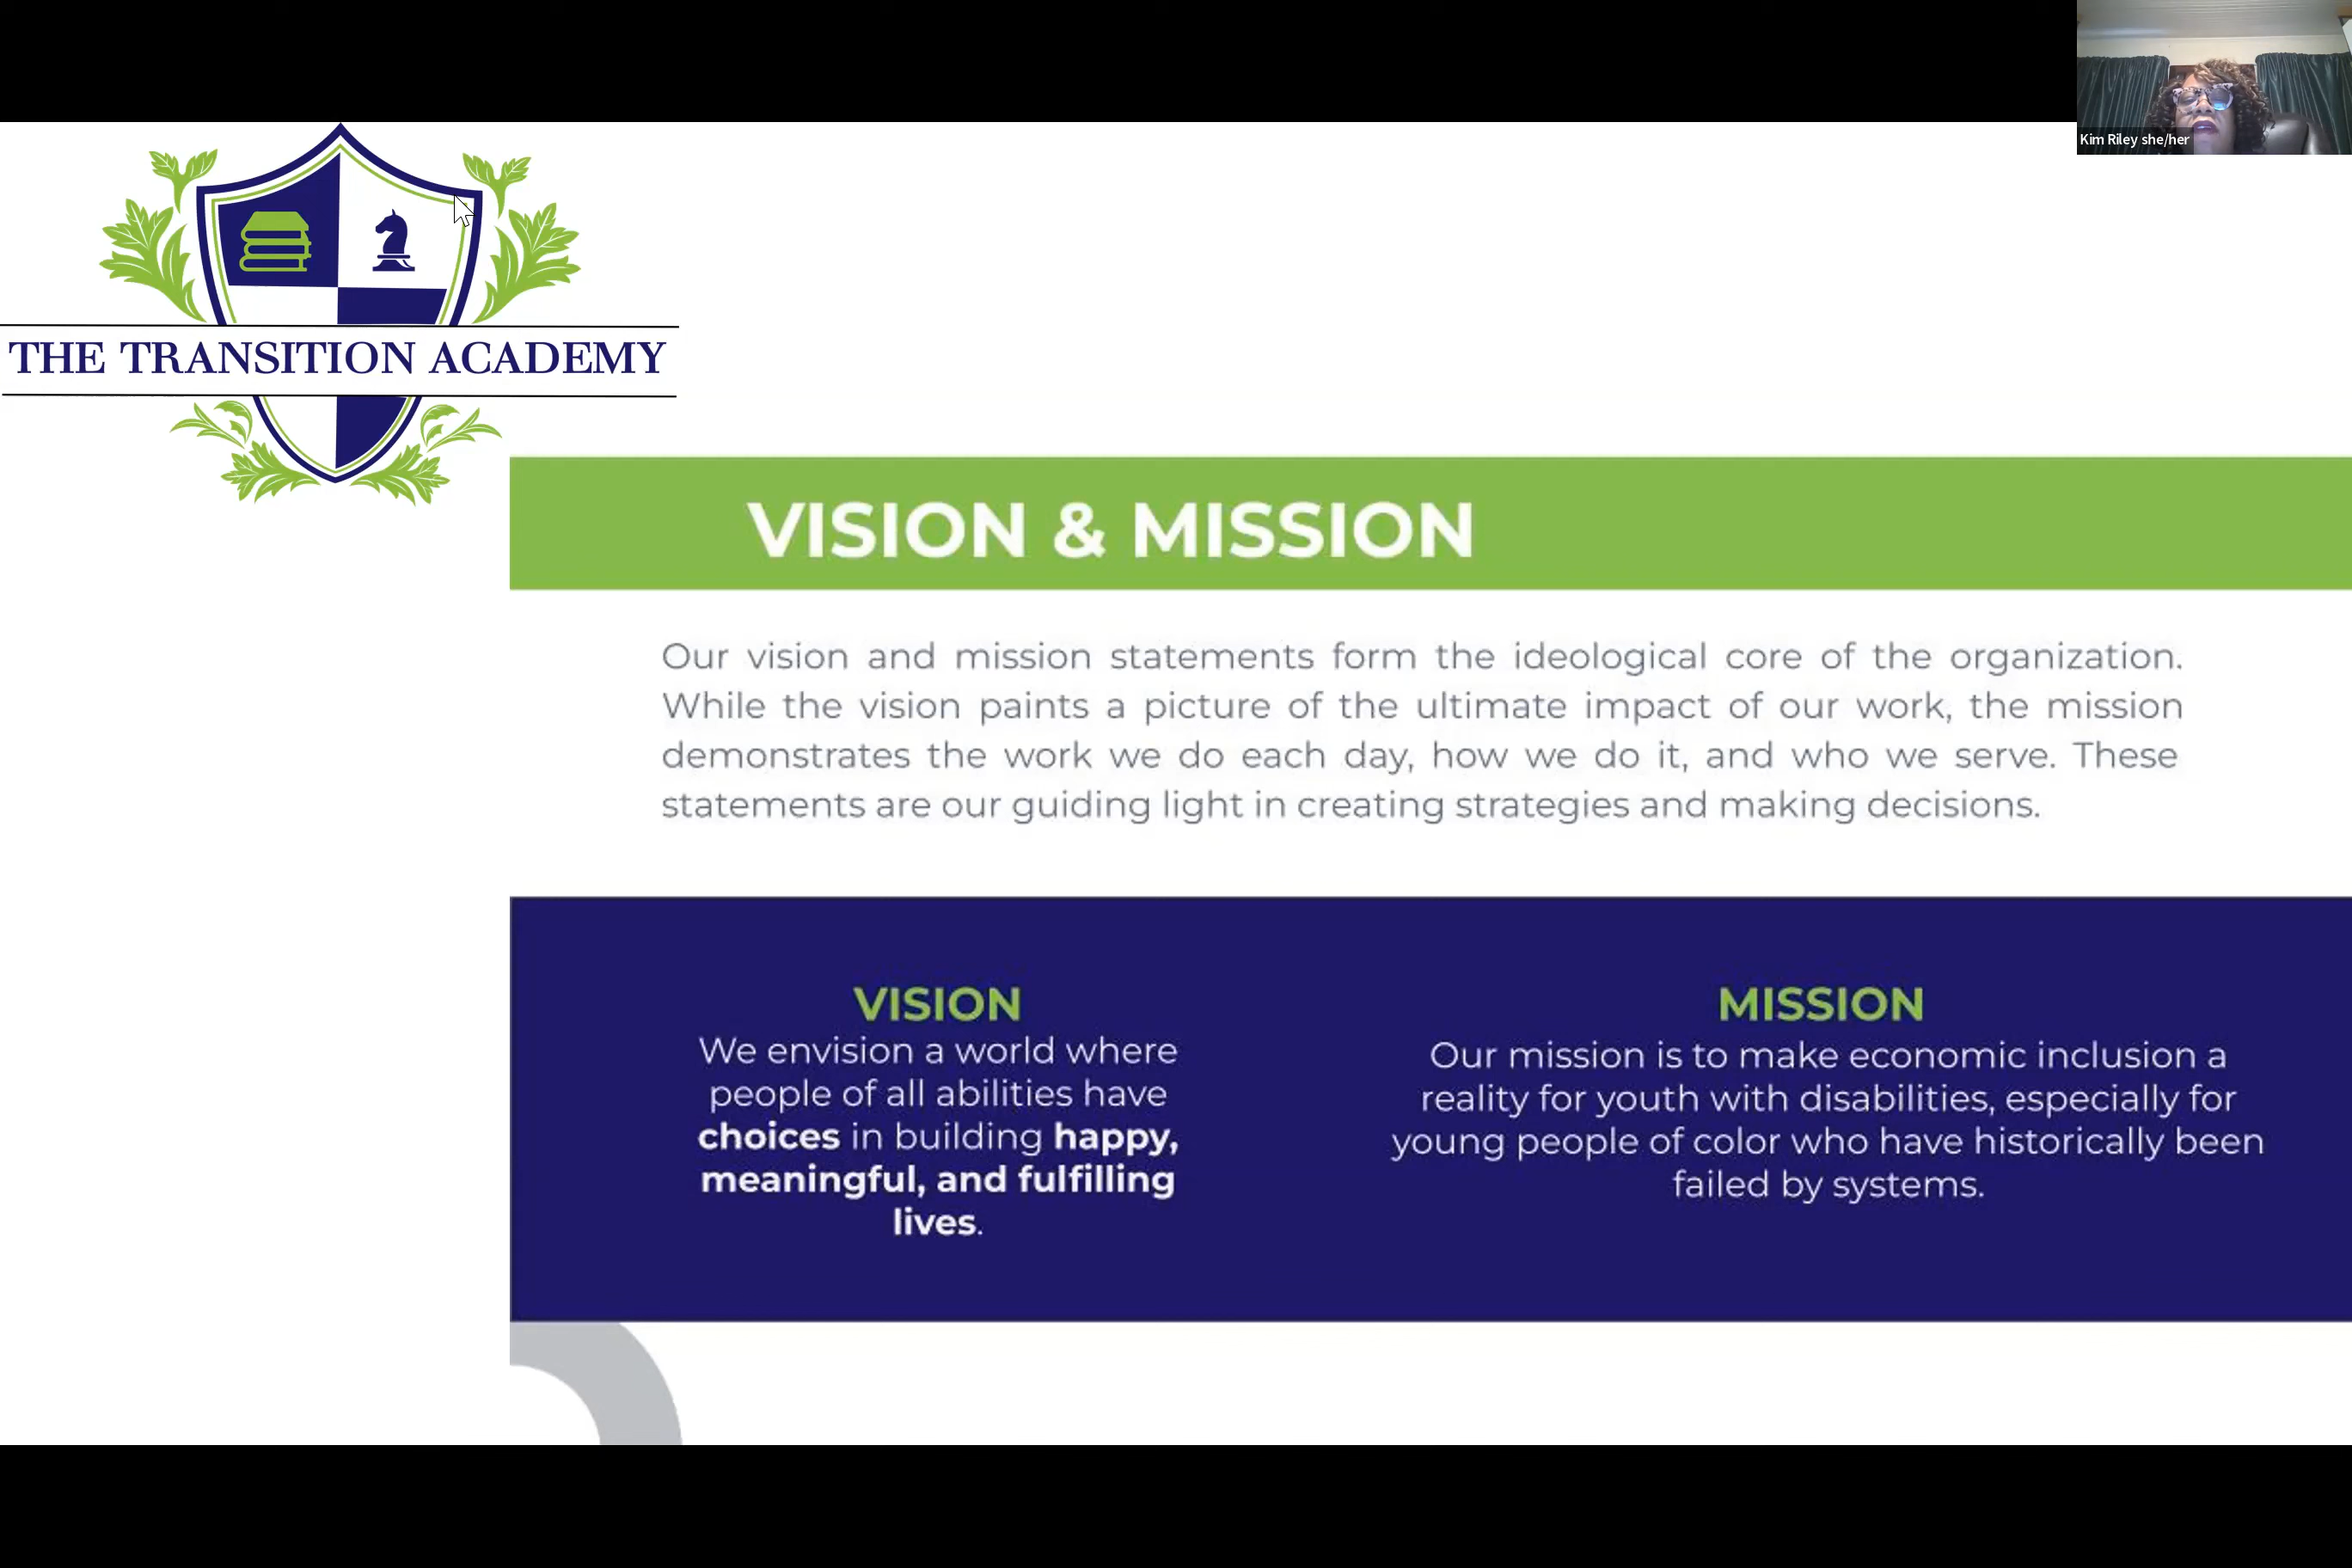 Kim Riley she/her
THE TRANSITION ACADEMY
VISION & MISSION
Our vision and mission statements form the ideological core of the organization.
While the vision paints a picture of the ultimate impact of our work, the mission
demonstrates the work we do each day, how we do it, and who we serve. These
statements are our guiding light in creating strategies and making decisions.
VISION
We envision a world where
people of all abilities have
choices in building happy,
meaningful, and fulfilling
lives.
MISSION
Our mission is to make economic inclusion a
reality for youth with disabilities, especially for
young people of color who have historically been
failed by systems.